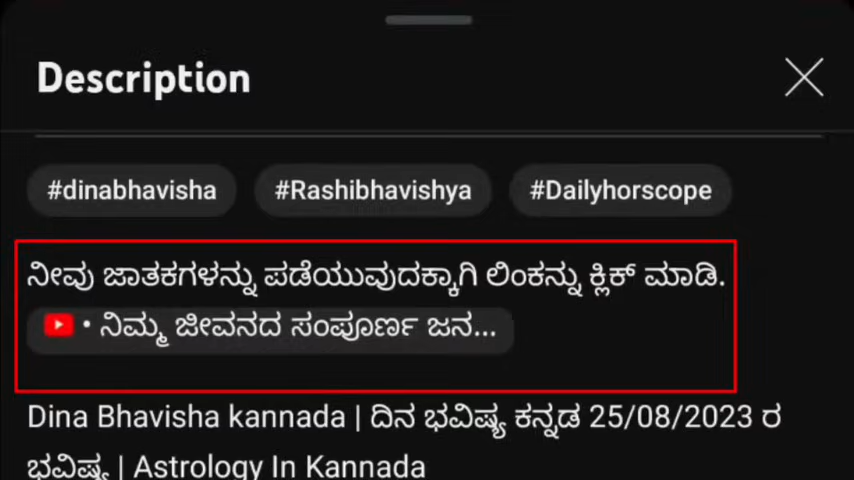 Description
#dinabhavisha #Rashibhavishya #Dailyhorscope
ನೀವು ಜಾತಕಗಳನ್ನು ಪಡೆಯುವುದಕ್ಕಾಗಿ ಲಿಂಕನ್ನು ಕ್ಲಿಕ್ ಮಾಡಿ.
• ನಿಮ್ಮ ಜೀವನದ ಸಂಪೂರ್ಣ ಜನ...
Dina Bhavisha kannada | ದಿನ ಭವಿಷ್ಯ ಕನ್ನಡ 25/08/2023 ರ
ಭವಿಷ್ಯ | Astrology In Kannada